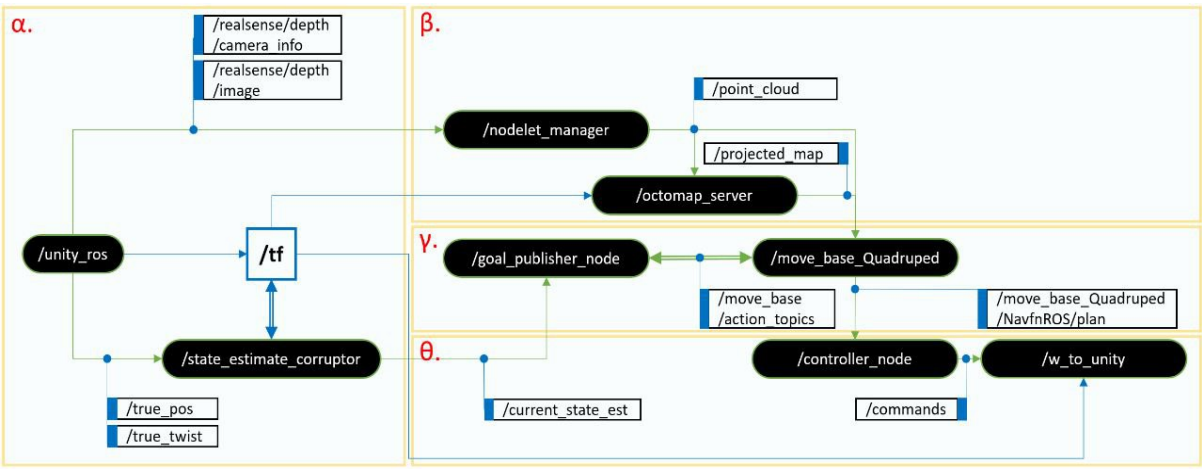 α.
/realsense/depth
/camera_info
/realsense/depth
/image
/unity_ros
/tf
/state_estimate_corruptor
/true_pos
/true_twist
β.
/point_cloud
/nodelet_manager
/projected_map
/octomap_server
γ.
/goal_publisher_node
/move_base_Quadruped
/move_base
/action_topics
/move_base_Quadruped
/NavfnROS/plan
θ.
/controller_node
/w_to_unity
/current_state_est
/commands